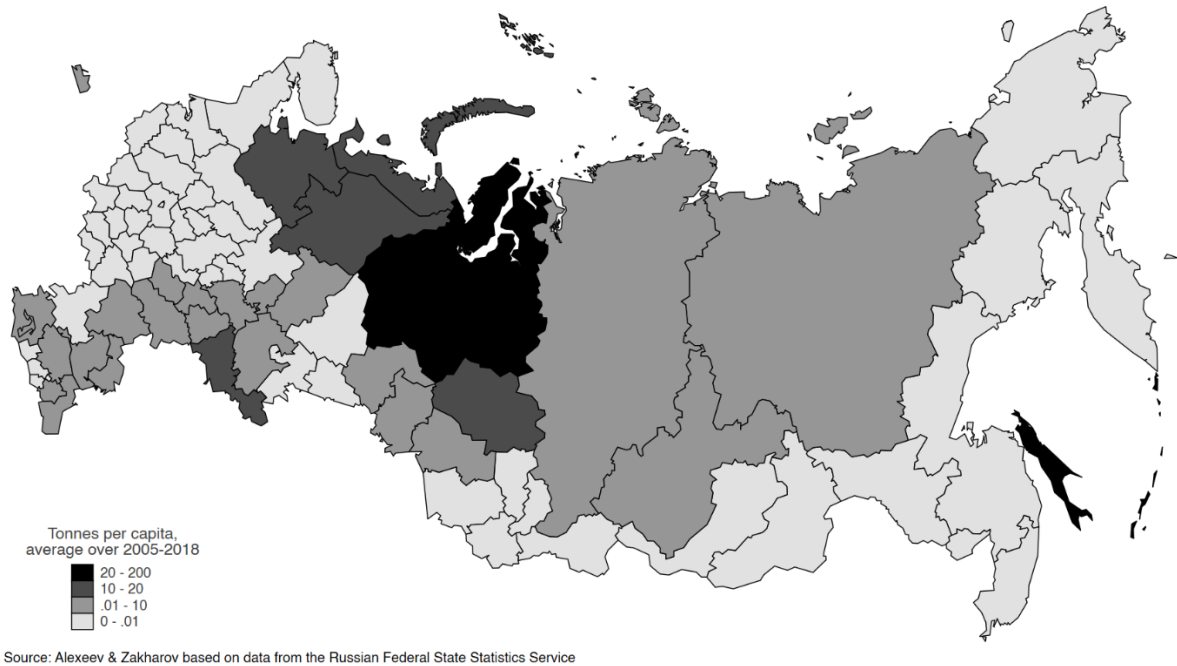 Tonnes per capita,
average over 2005-2018
20 - 200
10 - 20
.01 - 10
0 - .01
Source: Alexeev & Zakharov based on data from the Russian Federal State Statistics Service